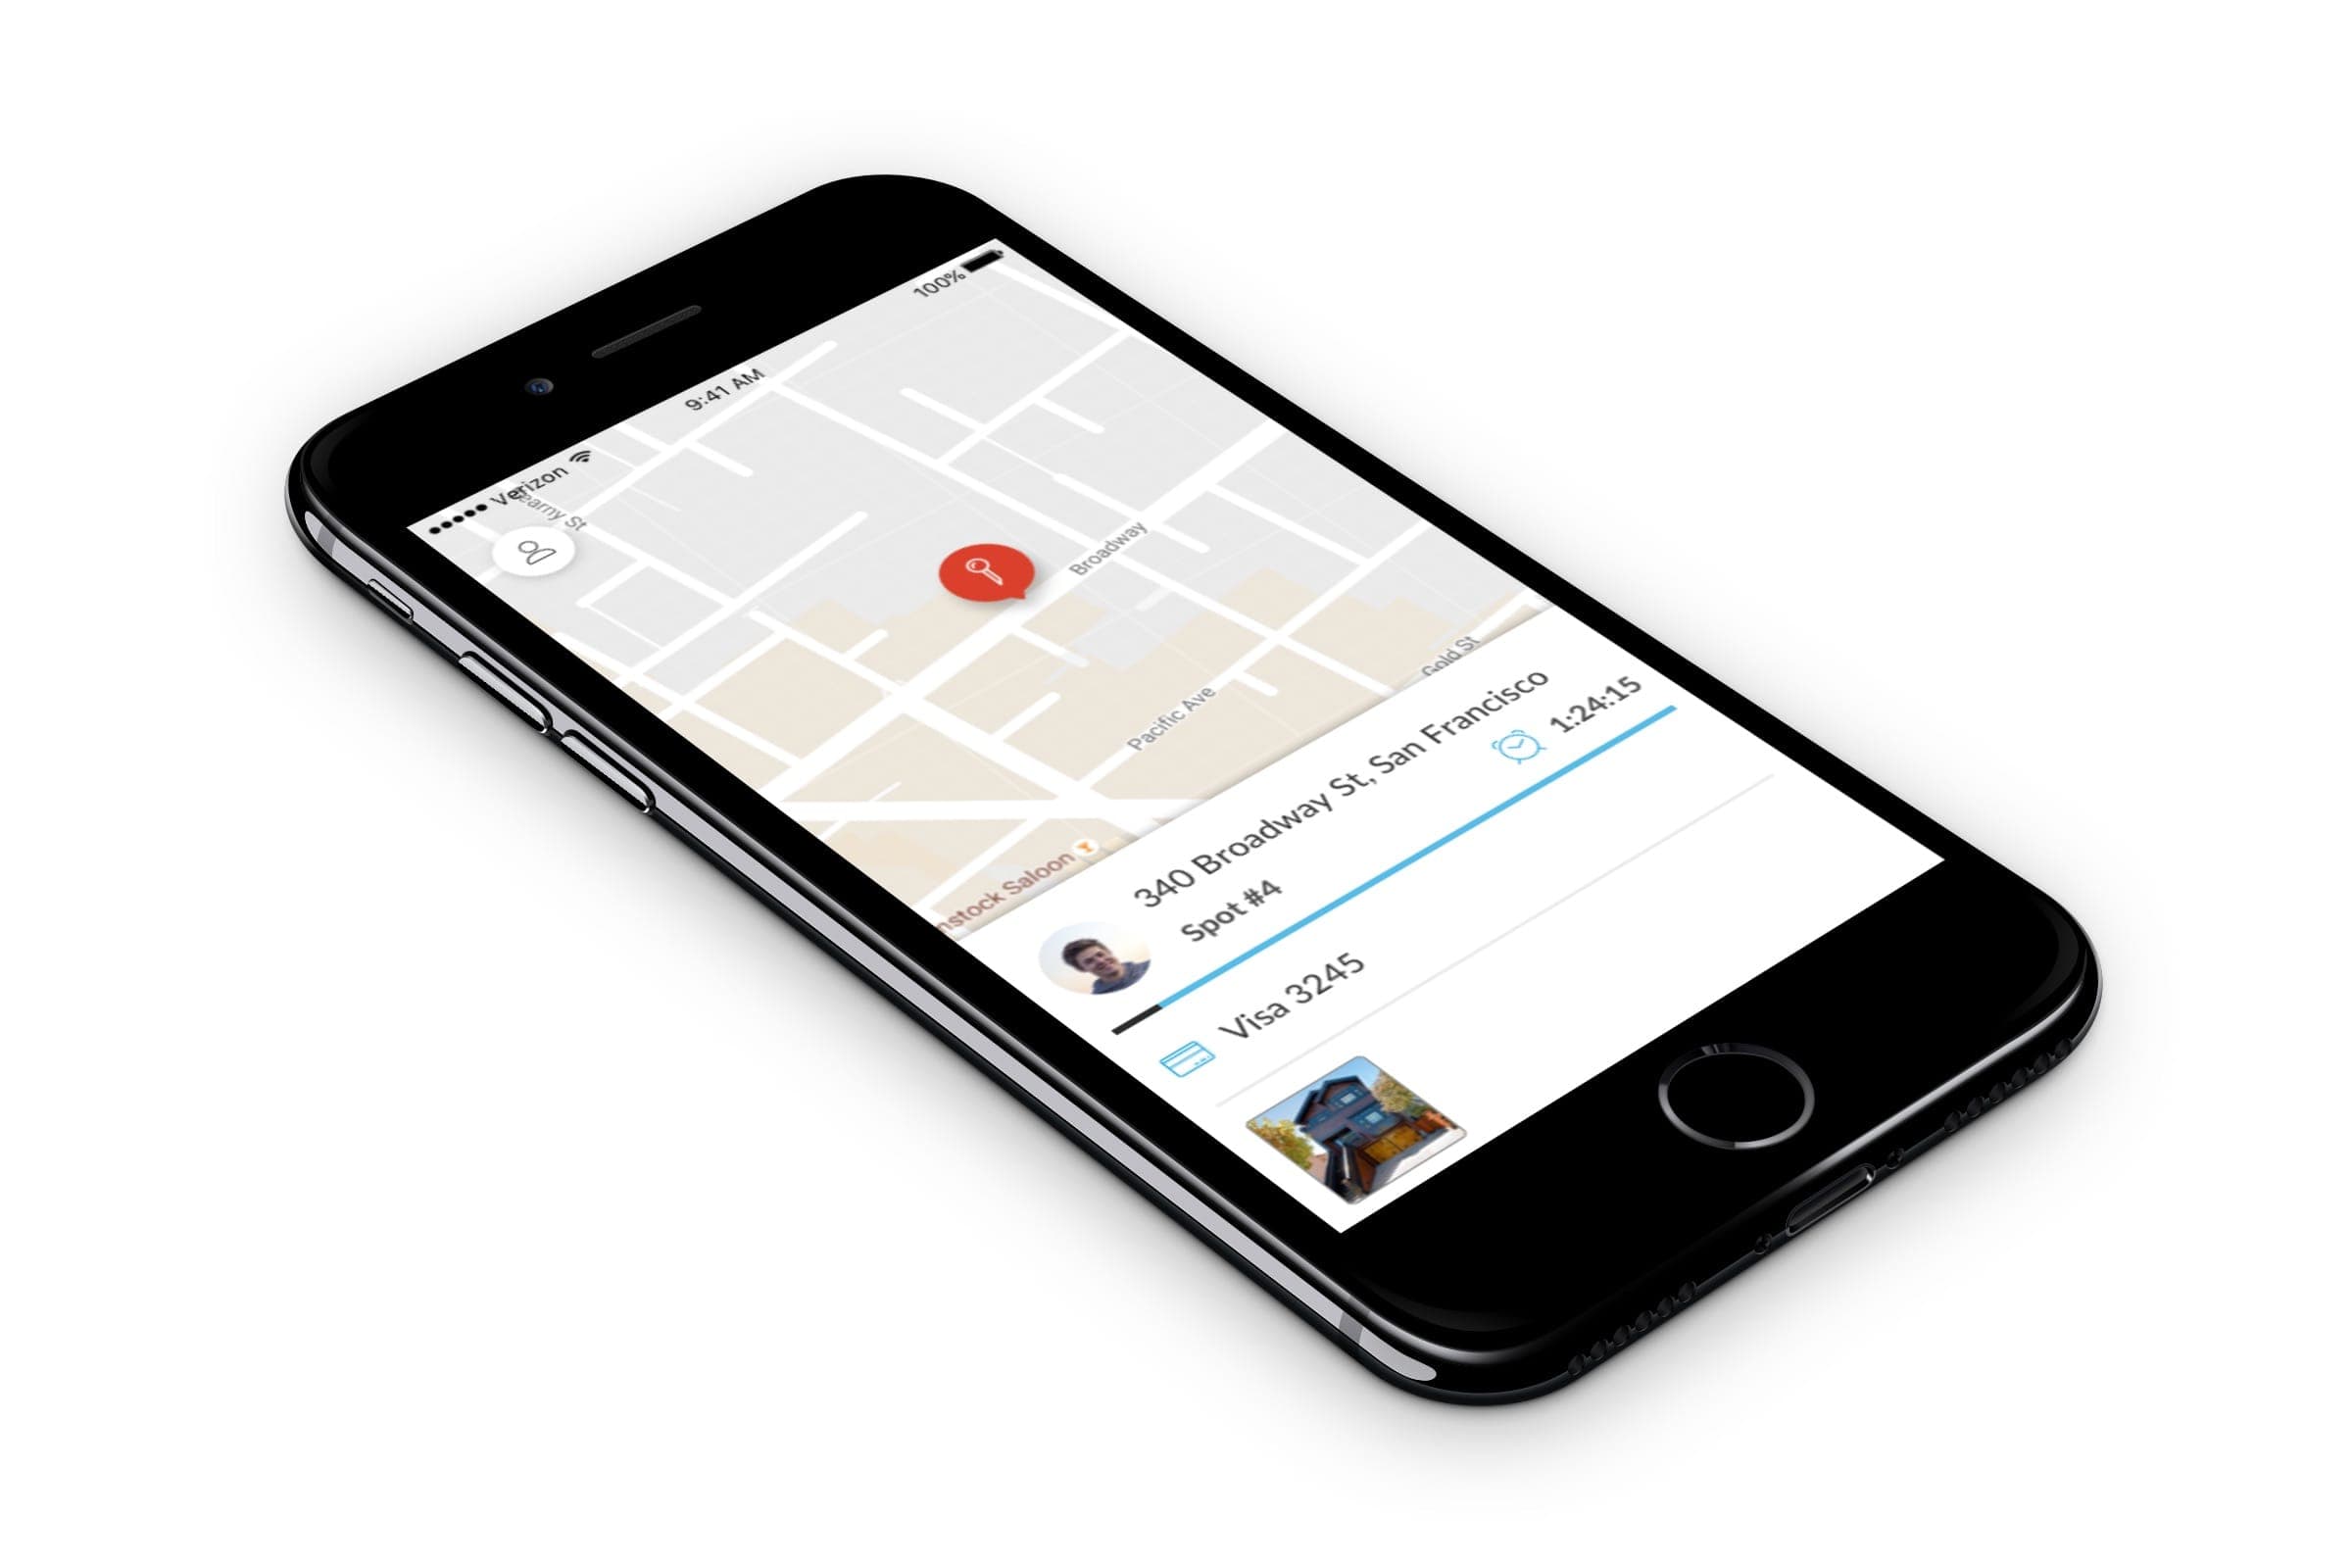 Verizon 9:41 AM 100%
earny St
Broadway
Gold St
Pacific Ave
nstock Saloon
340 Broadway St, San Francisco
Spot #4 1:24:15
Visa 3245